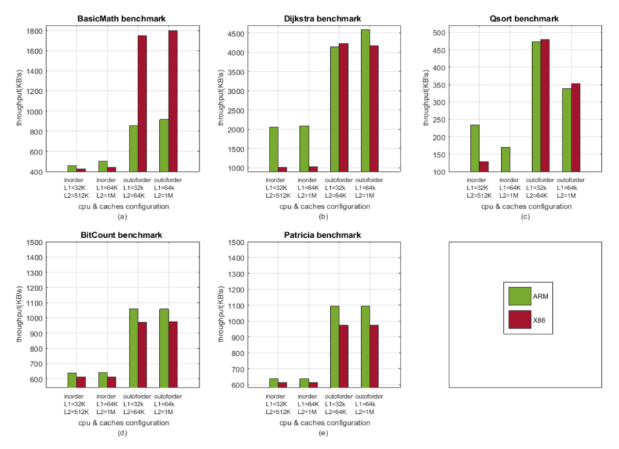 BasicMath benchmark
throughput(KB\s)
1800
1600
1400
1200
1000
800
600
400
inorder inorder outoforder outoforder
L1=32K L1=64K L1=32k L1=64k
L2=512K L2=1M L2=64K L2=1M
cpu & caches configuration
(a)
Dijkstra benchmark
throughput(KB\s)
4500
4000
3500
3000
2500
2000
1500
1000
inorder inorder outoforder outoforder
L1=32K L1=64K L1=32k L1=64k
L2=512K L2=1M L2=64K L2=1M
cpu & caches configuration
(b)
Qsort benchmark
throughput(KB\s)
500
450
400
350
300
250
200
150
100
inorder inorder outoforder outoforder
L1=32K L1=64K L1=32k L1=64k
L2=512K L2=1M L2=64K L2=1M
cpu & caches configuration
(c)
BitCount benchmark
throughput(KB\s)
1500
1400
1300
1200
1100
1000
900
800
700
600
inorder inorder outoforder outoforder
L1=32K L1=64K L1=32k L1=64k
L2=512K L2=1M L2=64K L2=1M
cpu & caches configuration
(d)
Patricia benchmark
throughput(KB\s)
1500
1400
1300
1200
1100
1000
900
800
700
600
inorder inorder outoforder outoforder
L1=32K L1=64K L1=32k L1=64k
L2=512K L2=1M L2=64K L2=1M
cpu & caches configuration
(e)
ARM
X86